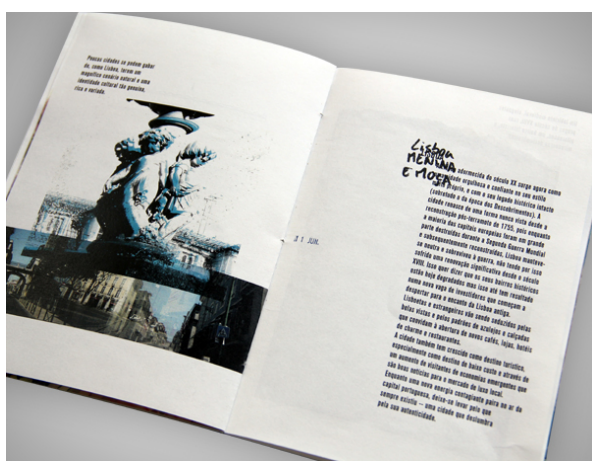 Poucas cidades se podem gabar
de, como Lisboa, terem um
magnífico cenário natural e uma
identidade cultural tão genuína,
rica e variada.
Lisboa
MENINA
E MOÇA
adormecida do século XX surge agora como
cidade orgulhosa e confiante no seu estilo
muito próprio, e com o seu legado histórico intacto
(sobretudo o da época dos Descobrimentos). A
cidade renasce de uma forma nunca vista desde a
reconstrução pós-terramoto de 1755, pois enquanto
a maioria das capitais europeias foram em grande
parte destruídas durante a Segunda Guerra Mundial
e subsequentemente reconstruídas, Lisboa manteve-
se neutra e sobreviveu à guerra, não tendo por isso
sofrido uma renovação significativa desde o século
XVIII. Isso quer dizer que os seus bairros históricos
estão hoje degradados mas isso até tem resultado
numa nova vaga de investidores que começam a
despertar para o encanto da Lisboa antiga.
Lisboetas e estrangeiros são sendo seduzidos pelas
belas vistas e pelos padrões de azulejos e calçadas
que convidam à abertura de novos cafés, lojas, hotéis
de charme e restaurantes.
A cidade também tem crescido como destino turístico,
especialmente como destino de baixo custo e através de
um aumento de visitantes de economias emergentes que
são boas notícias para o mercado de luxo local.
Enquanto uma nova energia contagiante paira no ar da
capital portuguesa, deixe-se levar pelo que
sempre existiu — uma cidade que deslumbra
pela sua autenticidade.
JUN.